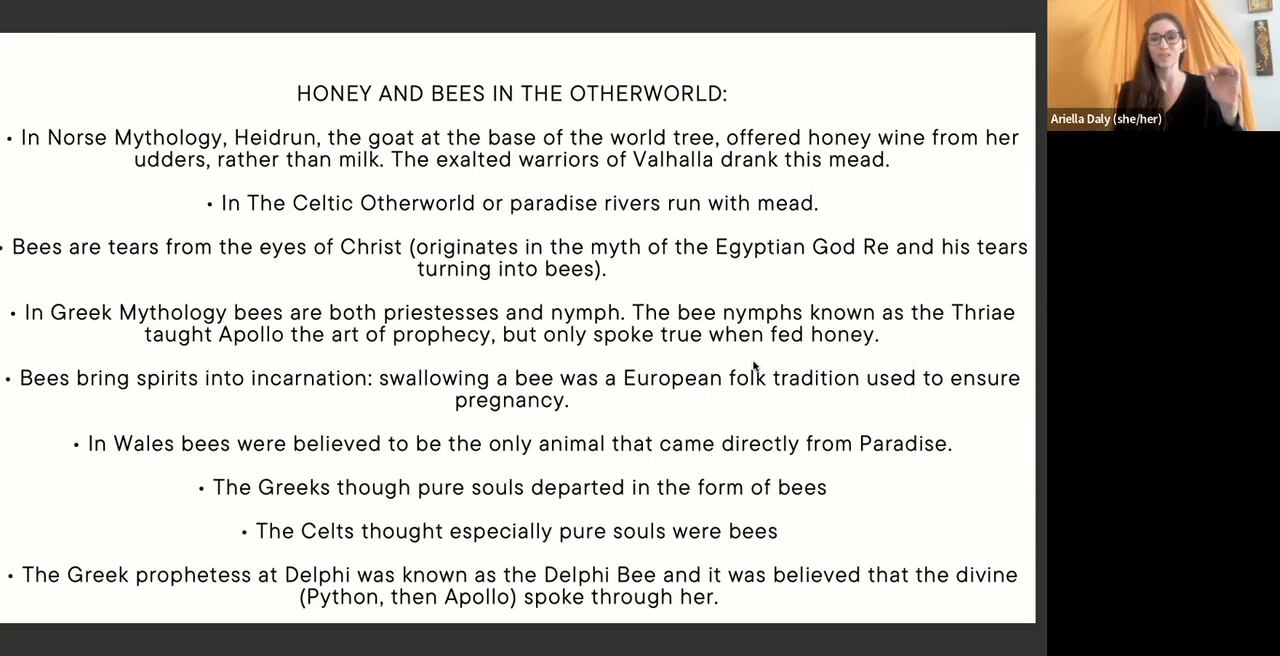 HONEY AND BEES IN THE OTHERWORLD:
• In Norse Mythology, Heidrun, the goat at the base of the world tree, offered honey wine from her
udders, rather than milk. The exalted warriors of Valhalla drank this mead.
• In The Celtic Otherworld or paradise rivers run with mead.
• Bees are tears from the eyes of Christ (originates in the myth of the Egyptian God Re and his tears
turning into bees).
• In Greek Mythology bees are both priestesses and nymph. The bee nymphs known as the Thriae
taught Apollo the art of prophecy, but only spoke true when fed honey.
• Bees bring spirits into incarnation: swallowing a bee was a European folk tradition used to ensure
pregnancy.
• In Wales bees were believed to be the only animal that came directly from Paradise.
• The Greeks though pure souls departed in the form of bees
• The Celts thought especially pure souls were bees
• The Greek prophetess at Delphi was known as the Delphi Bee and it was believed that the divine
(Python, then Apollo) spoke through her.
Ariella Daly (she/her)